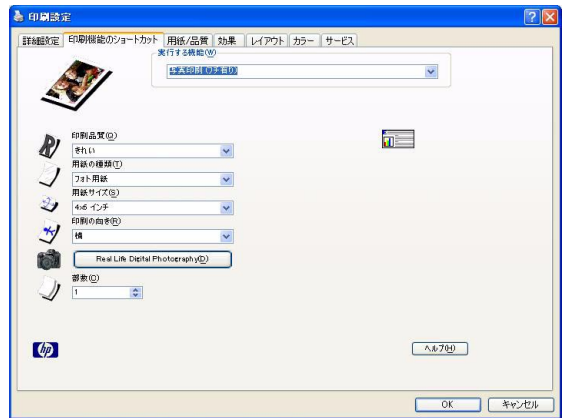 印刷設定
詳細設定 印刷機能のショートカット 用紙/品質 効果 レイアウト カラー サービス
実行する機能(W)
写真印刷 (フチ有り)
印刷品質(Q)
きれい
用紙の種類(T)
フォト用紙
用紙サイズ(S)
4x6 インチ
印刷の向き(R)
横
Real Life Digital Photography(D)
部数(O)
1
hp
ヘルプ(H)
OK キャンセル